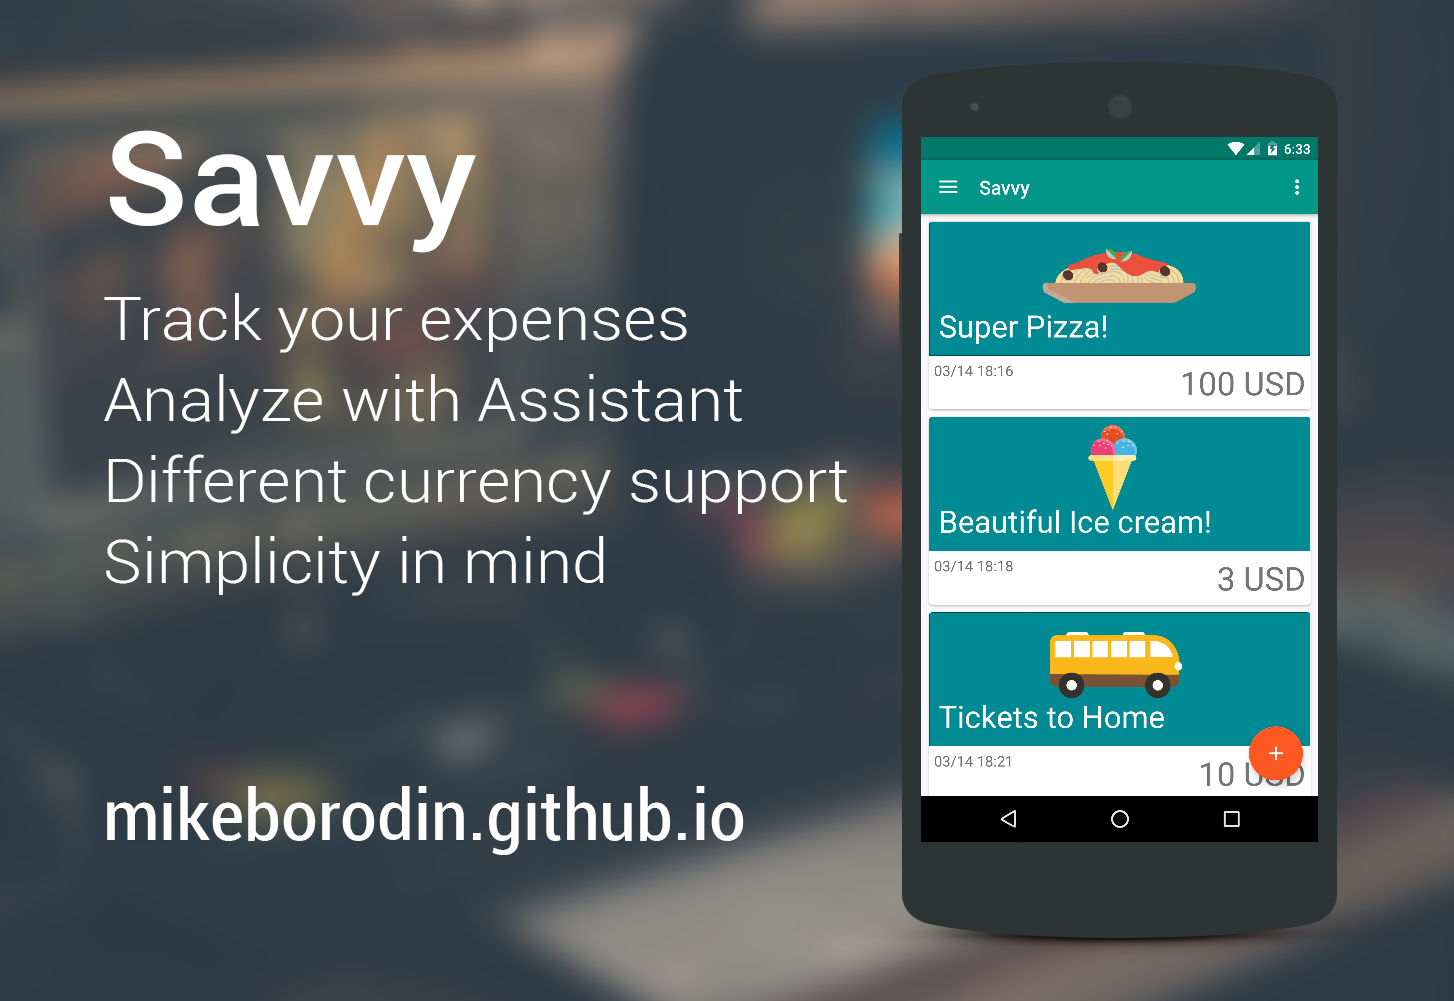 Savvy
Track your expenses
Analyze with Assistant
Different currency support
Simplicity in mind
mikeborodin.github.io
6:33
Savvy
Super Pizza!
03/14 18:16
100 USD
Beautiful Ice cream!
03/14 18:18
3 USD
Tickets to Home
03/14 18:21
10 USD